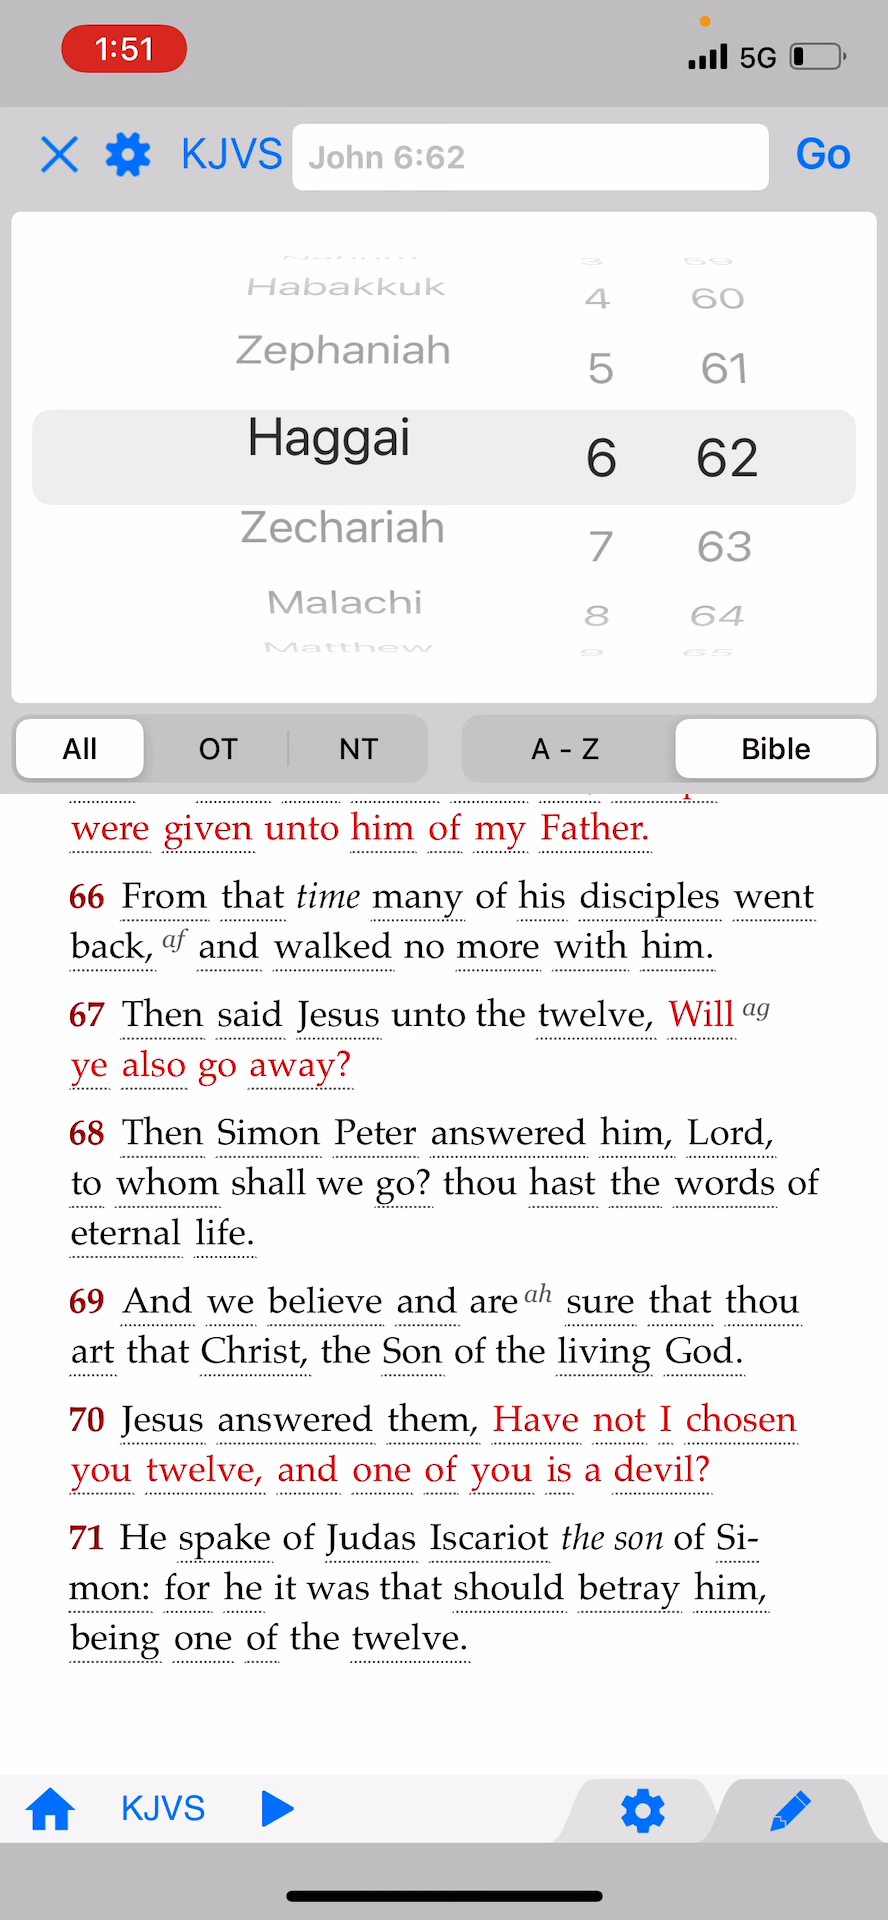 1:51
5G
KJVS John 6:62 Go
3 59
Habakkuk 4 60
Zephaniah 5 61
Haggai 6 62
Zechariah 7 63
Malachi 8 64
Matthew 9 65
All OT NT A - Z Bible
were given unto him of my Father.
66 From that time many of his disciples went
back, af and walked no more with him.
67 Then said Jesus unto the twelve, Will ag
ye also go away?
68 Then Simon Peter answered him, Lord,
to whom shall we go? thou hast the words of
eternal life.
69 And we believe and are ah sure that thou
art that Christ, the Son of the living God.
70 Jesus answered them, Have not I chosen
you twelve, and one of you is a devil?
71 He spake of Judas Iscariot the son of Si-
mon: for he it was that should betray him,
being one of the twelve.
KJVS